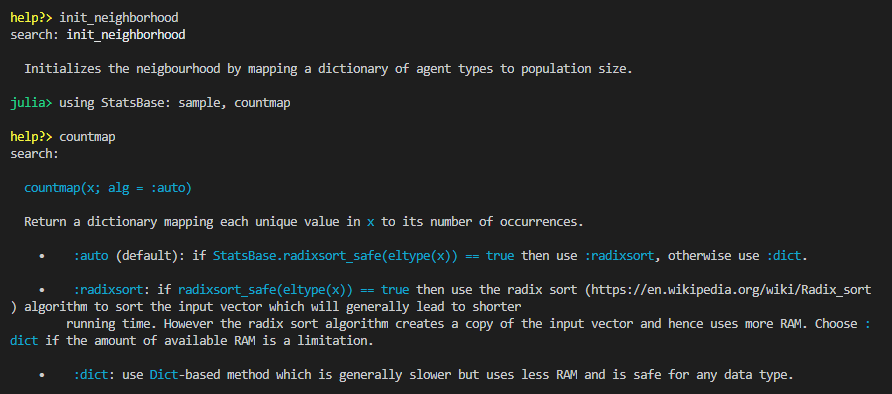 help?> init_neighborhood
search: init_neighborhood
Initializes the neigbourhood by mapping a dictionary of agent types to population size.
julia> using StatsBase: sample, countmap
help?> countmap
search:
countmap(x; alg = :auto)
Return a dictionary mapping each unique value in x to its number of occurrences.
• :auto (default): if StatsBase.radixsort_safe(eltype(x)) == true then use :radixsort, otherwise use :dict.
• :radixsort: if radixsort_safe(eltype(x)) == true then use the radix sort (https://en.wikipedia.org/wiki/Radix_sort
) algorithm to sort the input vector which will generally lead to shorter
running time. However the radix sort algorithm creates a copy of the input vector and hence uses more RAM. Choose :
dict if the amount of available RAM is a limitation.
• :dict: use Dict-based method which is generally slower but uses less RAM and is safe for any data type.